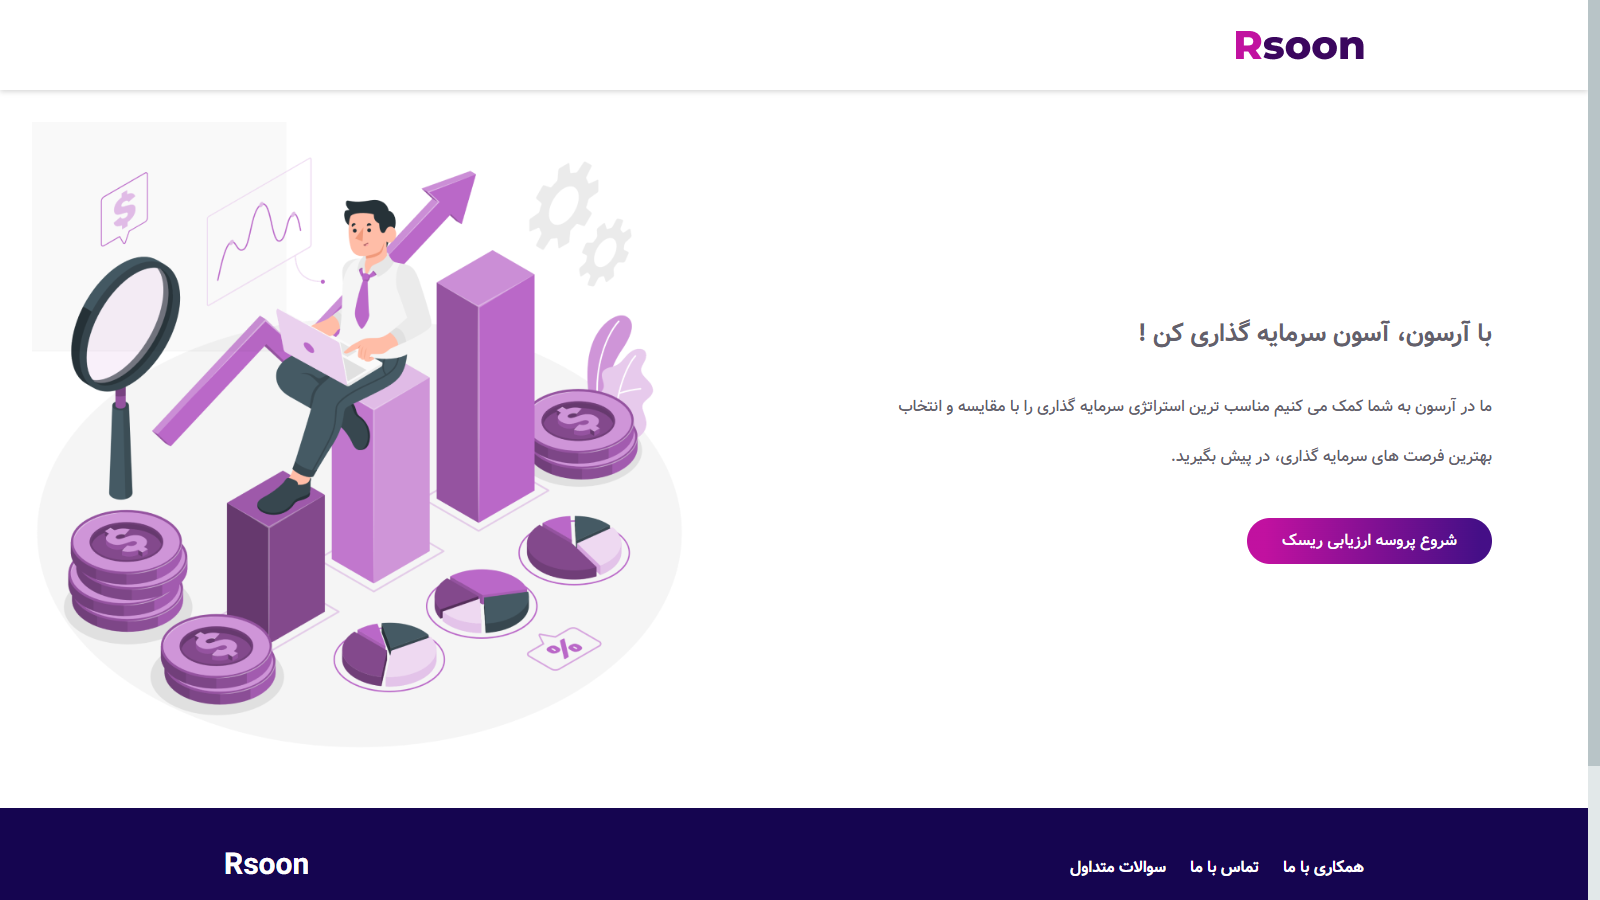 Rsoon
با آرسون، آسون سرمایه گذاری کن !
ما در آرسون به شما کمک می کنیم مناسب ترین استراتژی سرمایه گذاری را با مقایسه و انتخاب
بهترین فرصت های سرمایه گذاری، در پیش بگیرید.
شروع پروسه ارزیابی ریسک
$
$
$
$
%
همکاری با ما
تماس با ما
سوالات متداول
Rsoon